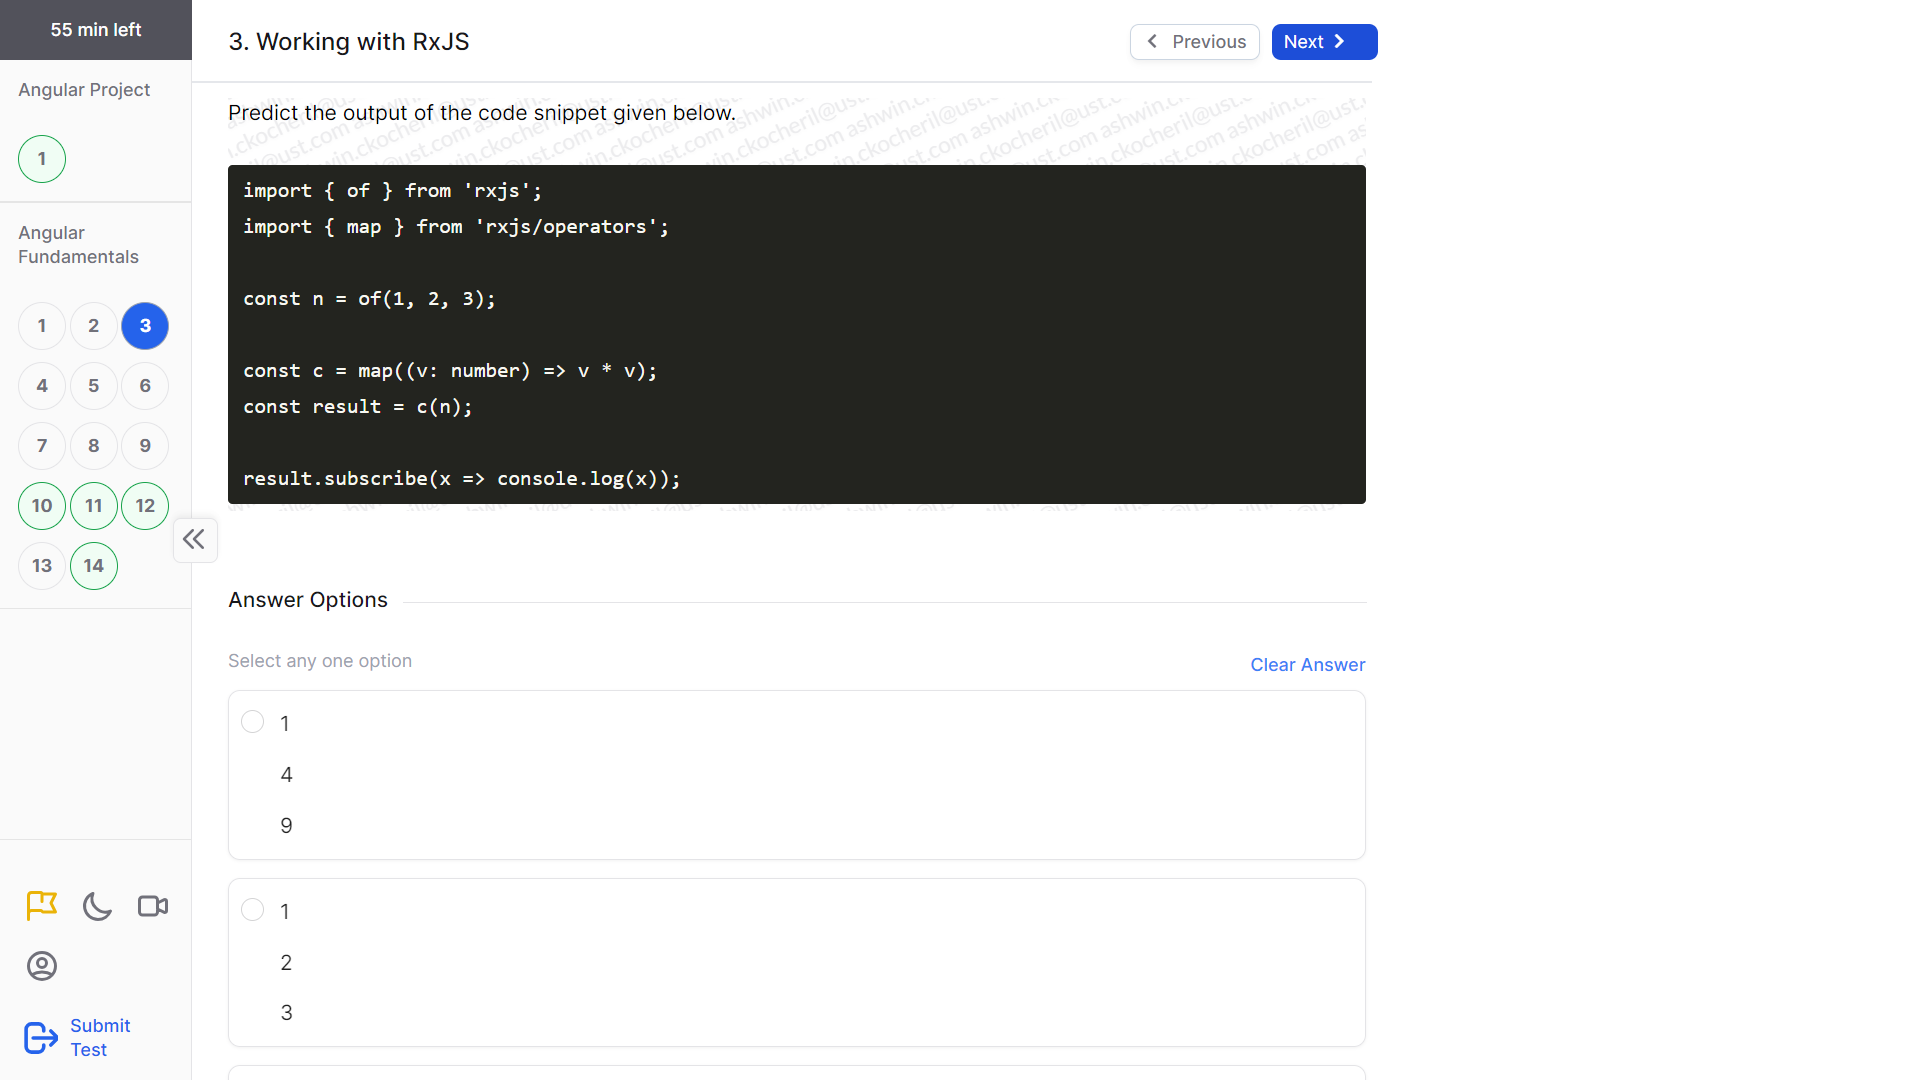 55 min left
3. Working with RxJS
Previous
Next
Angular Project
1
Angular
Fundamentals
1 2 3
4 5 6
7 8 9
10 11 12
13 14
Submit
Test
Predict the output of the code snippet given below.
import { of } from 'rxjs';
import { map } from 'rxjs/operators';
const n = of(1, 2, 3);
const c = map((v: number) => v * v);
const result = c(n);
result.subscribe(x => console.log(x));
Answer Options
Select any one option
Clear Answer
1
4
9
1
2
3